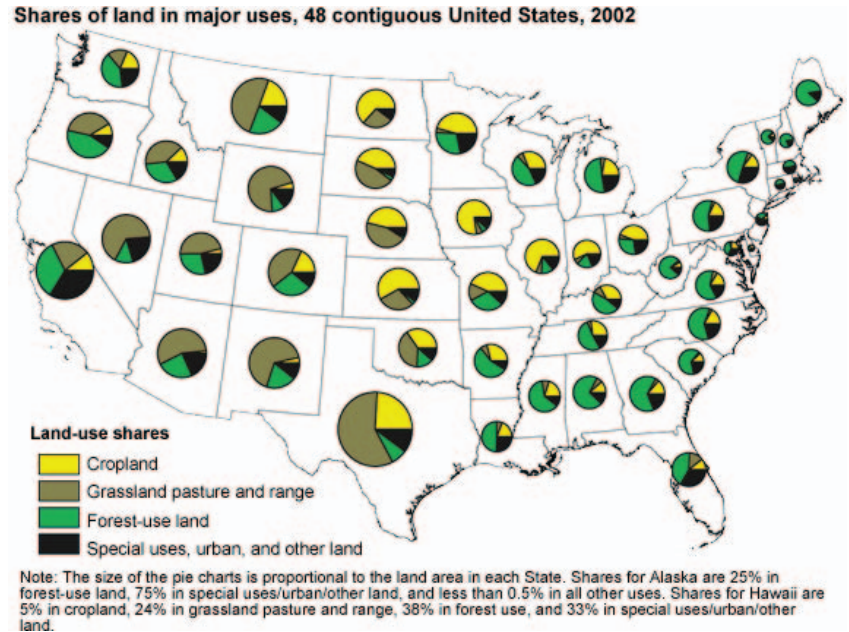 Shares of land in major uses, 48 contiguous United States, 2002
Land-use shares
Cropland
Grassland pasture and range
Forest-use land
Special uses, urban, and other land
Note: The size of the pie charts is proportional to the land area in each State. Shares for Alaska are 25% in
forest-use land, 75% in special uses/urban/other land, and less than 0.5% in all other uses. Shares for Hawaii are
5% in cropland, 24% in grassland pasture and range, 38% in forest use, and 33% in special uses/urban/other
land.